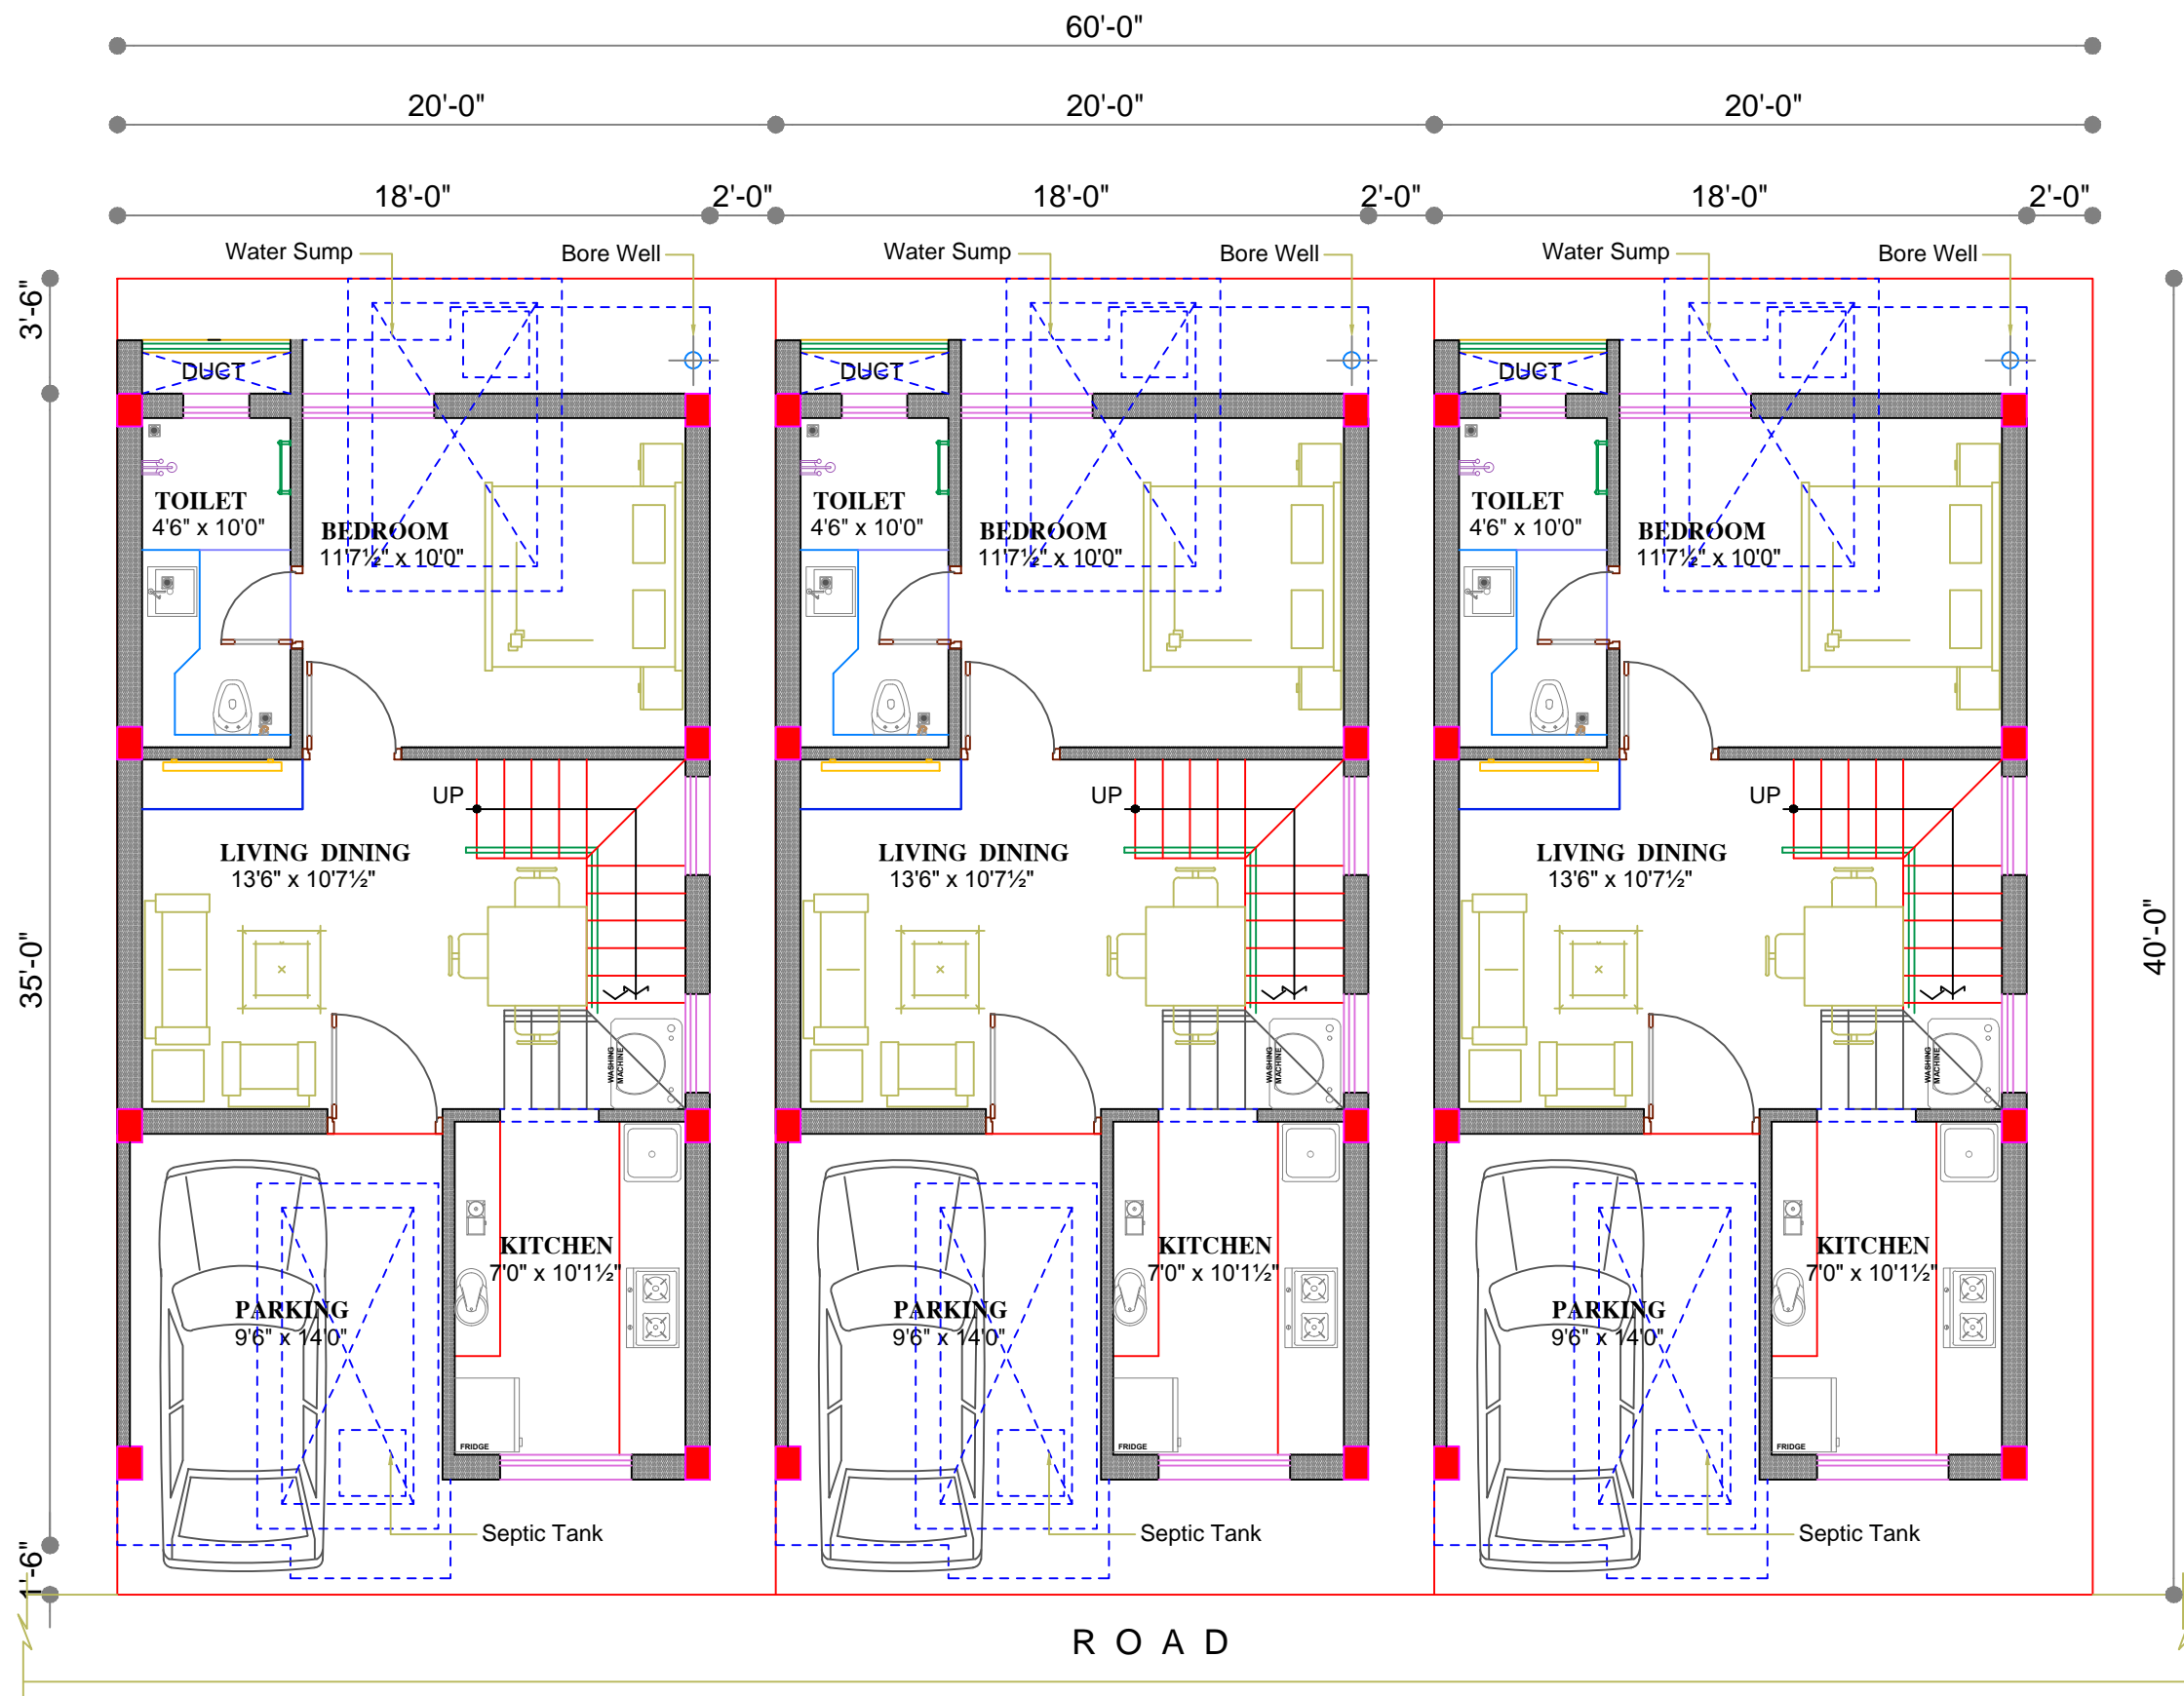 60'-0"
20'-0" 20'-0" 20'-0"
18'-0" 2'-0" 18'-0" 2'-0" 18'-0" 2'-0"
Water Sump Bore Well Water Sump Bore Well Water Sump Bore Well
3'-6"
DUCT DUCT DUCT
TOILET TOILET TOILET
4'6" x 10'0" 4'6" x 10'0" 4'6" x 10'0"
BEDROOM BEDROOM BEDROOM
11'7½" x 10'0" 11'7½" x 10'0" 11'7½" x 10'0"
UP UP UP
LIVING DINING LIVING DINING LIVING DINING
13'6" x 10'7½" 13'6" x 10'7½" 13'6" x 10'7½"
35'-0" 40'-0"
WASHING WASHING WASHING
MACHINE MACHINE MACHINE
KITCHEN KITCHEN KITCHEN
7'0" x 10'1½" 7'0" x 10'1½" 7'0" x 10'1½"
PARKING PARKING PARKING
9'6" x 14'0" 9'6" x 14'0" 9'6" x 14'0"
FRIDGE FRIDGE FRIDGE
Septic Tank Septic Tank Septic Tank
1'-6"
ROAD